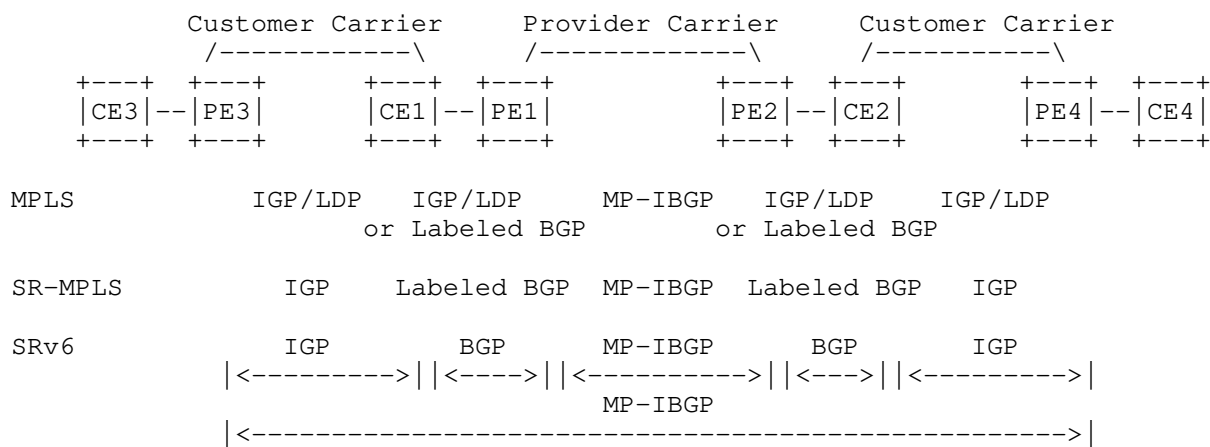 Customer Carrier      Provider Carrier      Customer Carrier
             /------------\       /-------------\       /-----------\
     +---+  +---+       +---+  +---+           +---+  +---+        +---+  +---+
     |CE3|--|PE3|       |CE1|--|PE1|           |PE2|--|CE2|        |PE4|--|CE4|
     +---+  +---+       +---+  +---+           +---+  +---+        +---+  +---+
MPLS            IGP/LDP   IGP/LDP     MP-IBGP   IGP/LDP     IGP/LDP
                       or Labeled BGP        or Labeled BGP
SR-MPLS           IGP    Labeled BGP  MP-IBGP  Labeled BGP   IGP
SRv6              IGP        BGP      MP-IBGP      BGP       IGP
              |<--------->||<---->||<---------->||<--->||<--------->|
                                      MP-IBGP
              |<--------------------------------------------------->|